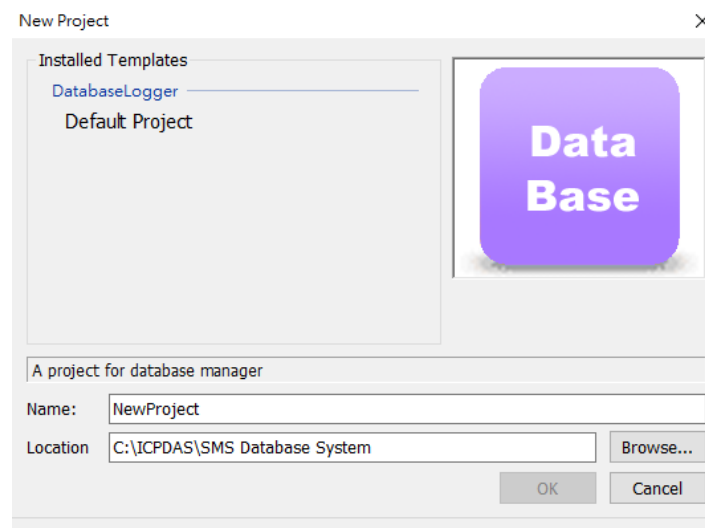 New Project
Installed Templates
DatabaseLogger
Default Project
Data
Base
A project for database manager
Name: NewProject
Location C:\ICPDAS\SMS Database System Browse...
OK Cancel